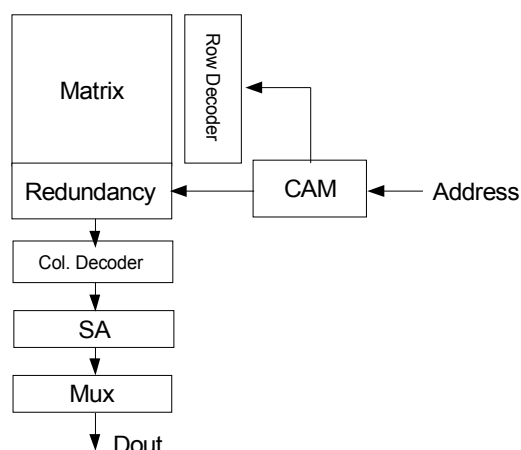 Matrix
Row Decoder
Redundancy
CAM
Address
Col. Decoder
SA
Mux
Dout